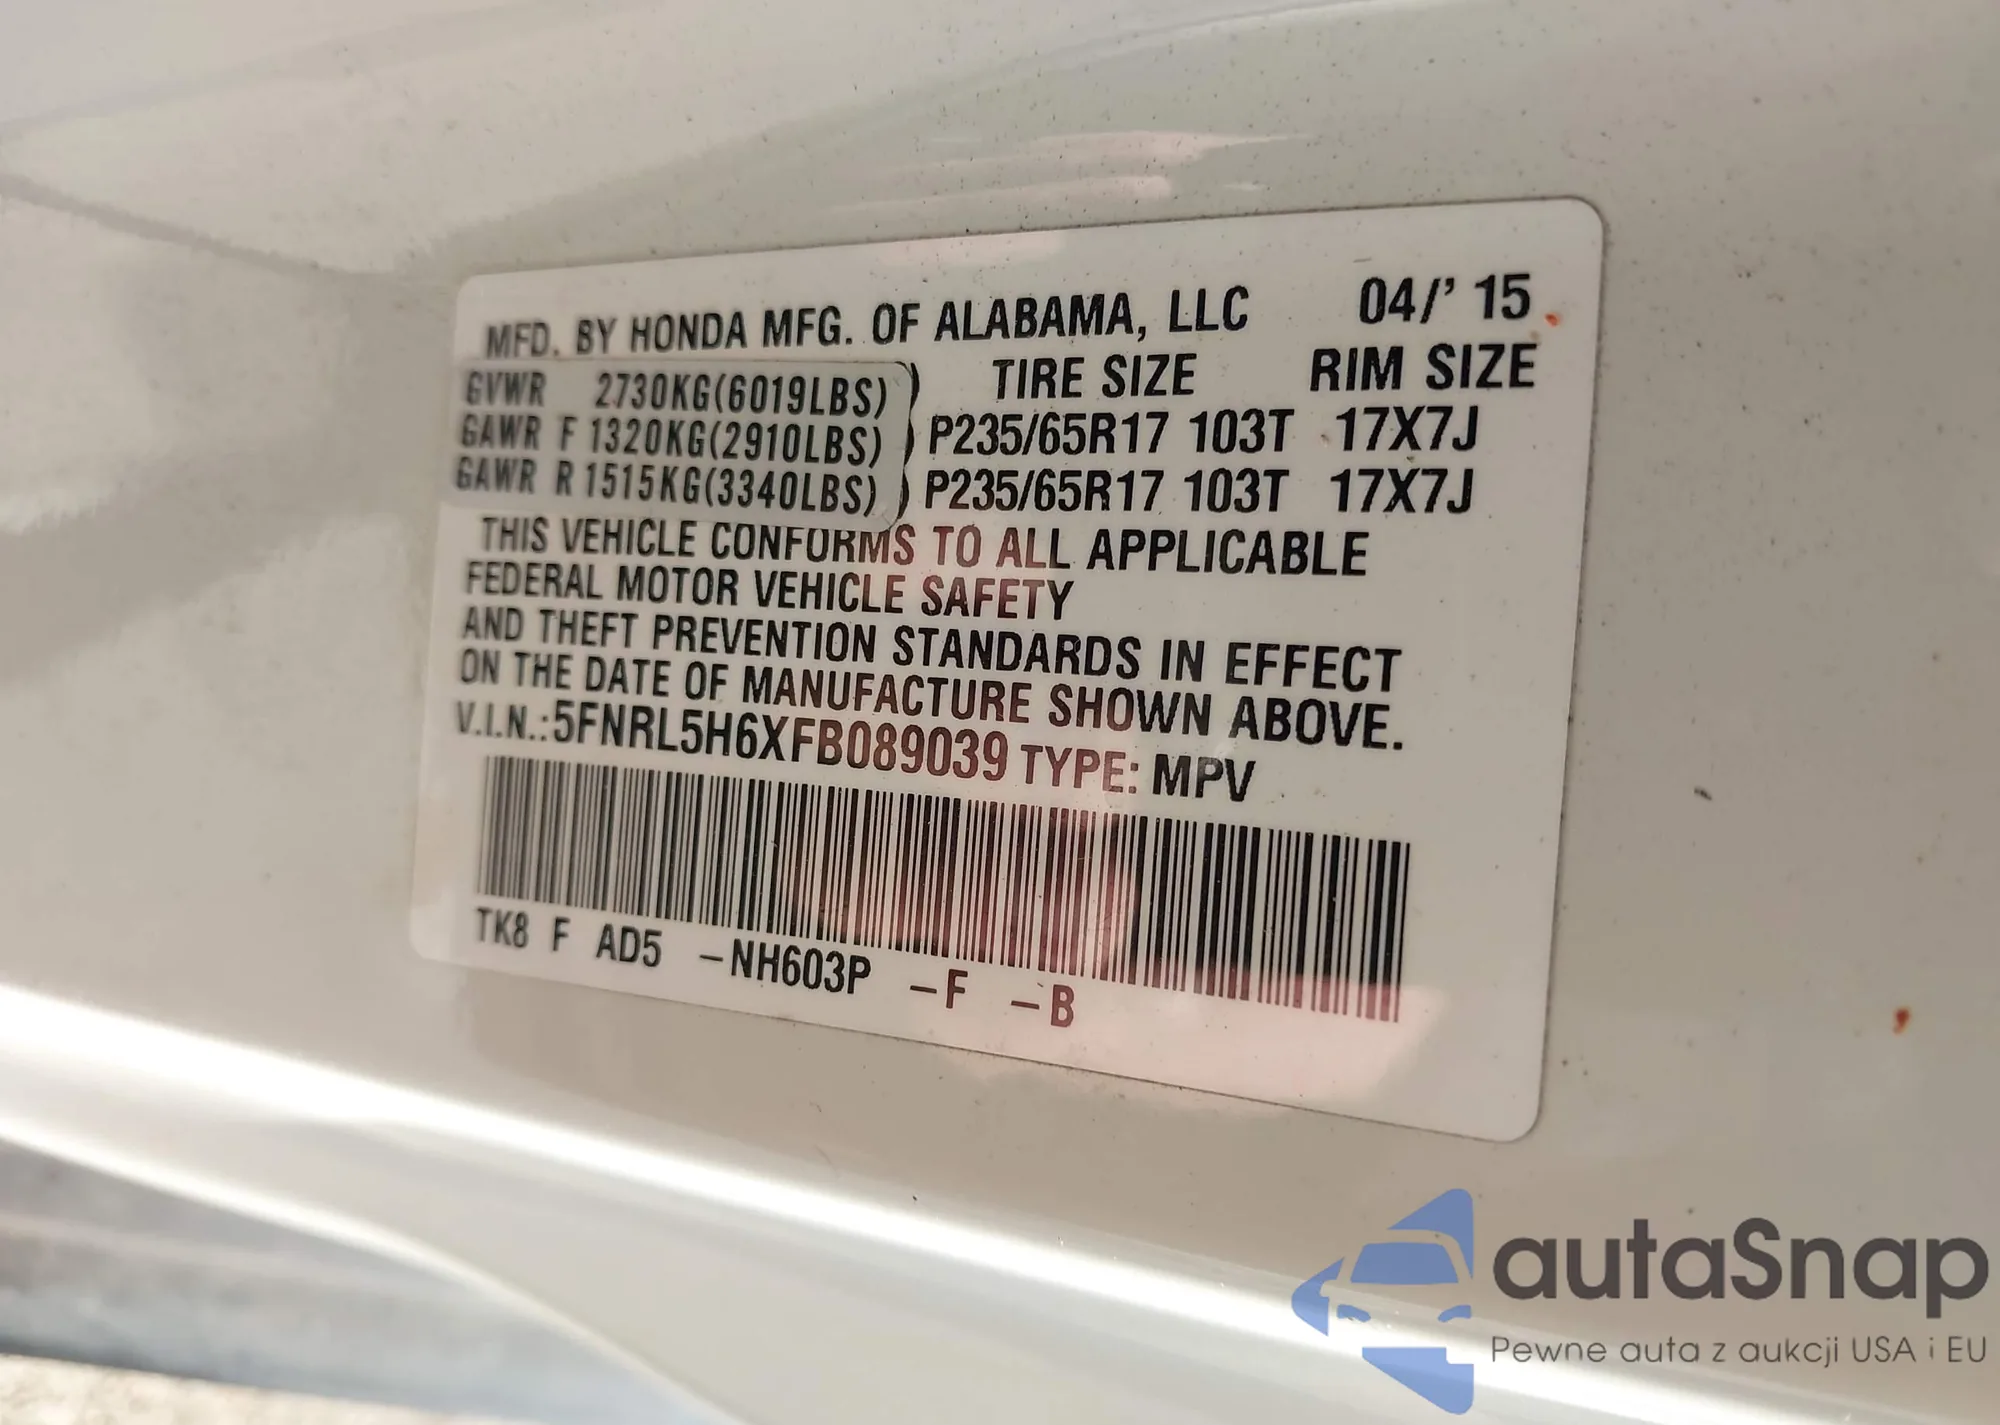 MFD. BY HONDA MFG. OF ALABAMA, LLC 04/' 15
GVWR 2730KG(6019LBS) ) TIRE SIZE RIM SIZE
GAWR F 1320KG(2910LBS) ) P235/65R17 103T 17X7J
GAWR R 1515KG(3340LBS) ) P235/65R17 103T 17X7J
THIS VEHICLE CONFORMS TO ALL APPLICABLE
FEDERAL MOTOR VEHICLE SAFETY
AND THEFT PREVENTION STANDARDS IN EFFECT
ON THE DATE OF MANUFACTURE SHOWN ABOVE.
V.I.N.:5FNRL5H6XFB089039 TYPE: MPV
TK8 F AD5 -NH603P -F -B
autaSnap
Pewne auta z aukcji USA i EU